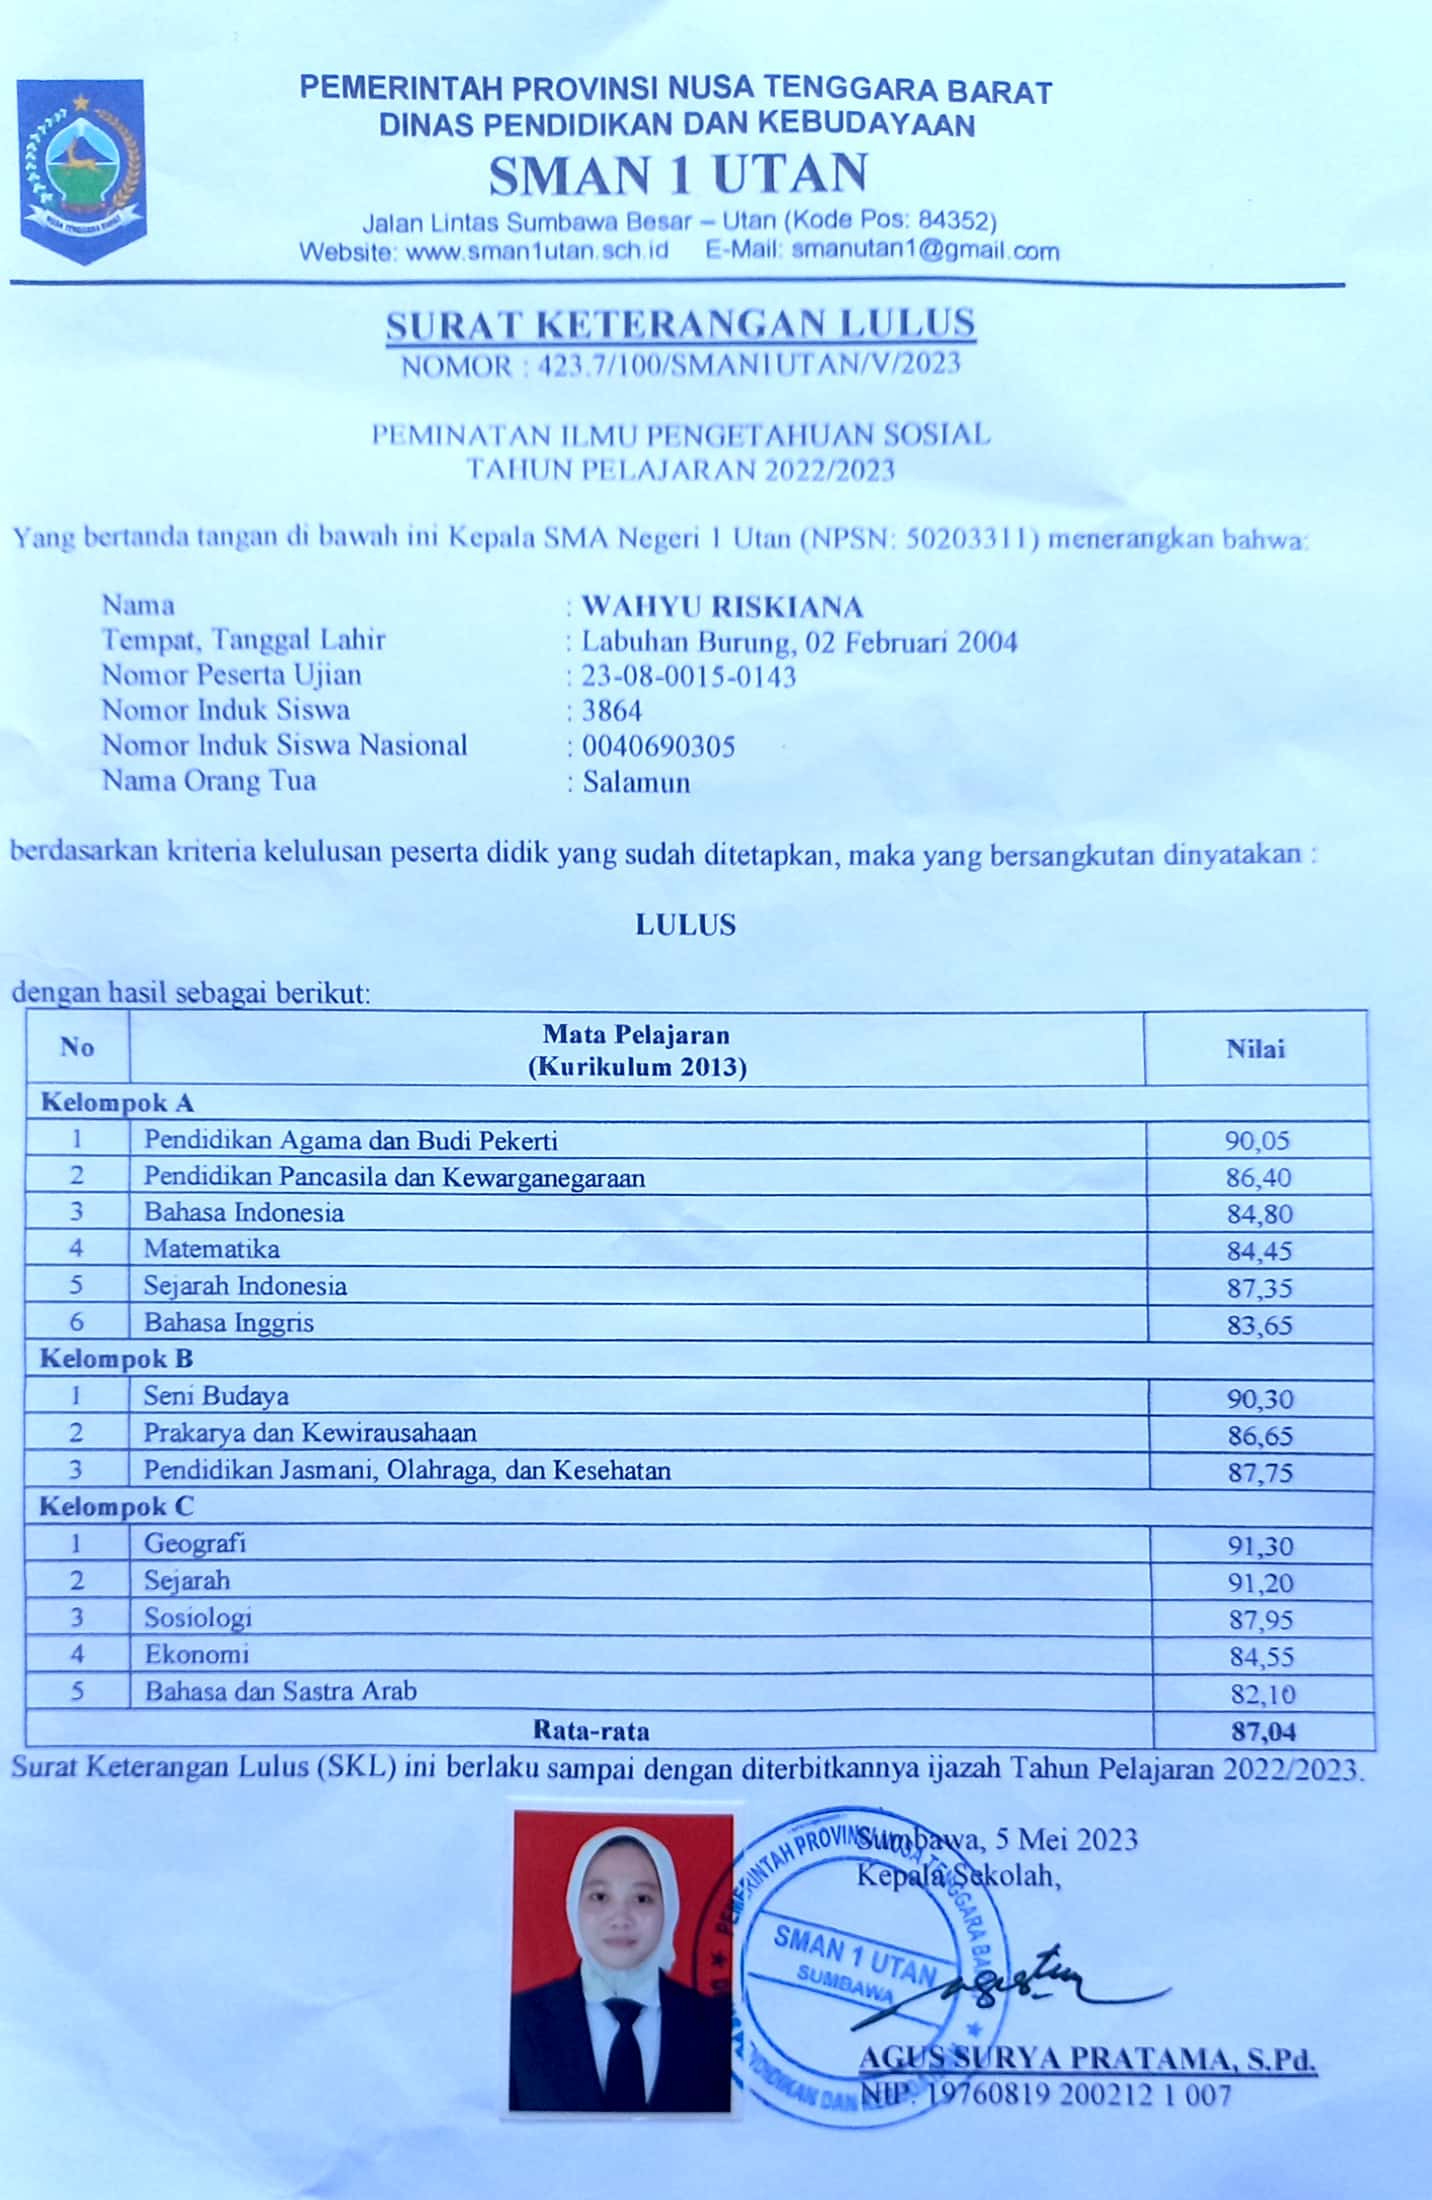 PEMERINTAH PROVINSI NUSA TENGGARA BARAT
DINAS PENDIDIKAN DAN KEBUDAYAAN
SMAN 1 UTAN
Jalan Lintas Sumbawa Besar – Utan (Kode Pos: 84352)
Website: www.sman1utan.sch.id E-Mail: smanutan1@gmail.com
NUSA TENGGARA BARAT
SURAT KETERANGAN LULUS
NOMOR : 423.7/100/SMAN1UTAN/V/2023
PEMINATAN ILMU PENGETAHUAN SOSIAL
TAHUN PELAJARAN 2022/2023
Yang bertanda tangan di bawah ini Kepala SMA Negeri 1 Utan (NPSN: 50203311) menerangkan bahwa:
Nama : WAHYU RISKIANA
Tempat, Tanggal Lahir : Labuhan Burung, 02 Februari 2004
Nomor Peserta Ujian : 23-08-0015-0143
Nomor Induk Siswa : 3864
Nomor Induk Siswa Nasional : 0040690305
Nama Orang Tua : Salamun
berdasarkan kriteria kelulusan peserta didik yang sudah ditetapkan, maka yang bersangkutan dinyatakan :
LULUS
dengan hasil sebagai berikut:
No Mata Pelajaran Nilai
(Kurikulum 2013)
Kelompok A
1 Pendidikan Agama dan Budi Pekerti 90,05
2 Pendidikan Pancasila dan Kewarganegaraan 86,40
3 Bahasa Indonesia 84,80
4 Matematika 84,45
5 Sejarah Indonesia 87,35
6 Bahasa Inggris 83,65
Kelompok B
1 Seni Budaya 90,30
2 Prakarya dan Kewirausahaan 86,65
3 Pendidikan Jasmani, Olahraga, dan Kesehatan 87,75
Kelompok C
1 Geografi 91,30
2 Sejarah 91,20
3 Sosiologi 87,95
4 Ekonomi 84,55
5 Bahasa dan Sastra Arab 82,10
Rata-rata 87,04
Surat Keterangan Lulus (SKL) ini berlaku sampai dengan diterbitkannya ijazah Tahun Pelajaran 2022/2023.
Sumbawa, 5 Mei 2023
Kepala Sekolah,
PEMERINTAH PROVINSI NUSA TENGGARA
SMAN 1 UTAN
SUMBAWA
AGUS SURYA PRATAMA, S.Pd.
NIP. 19760819 200212 1 007